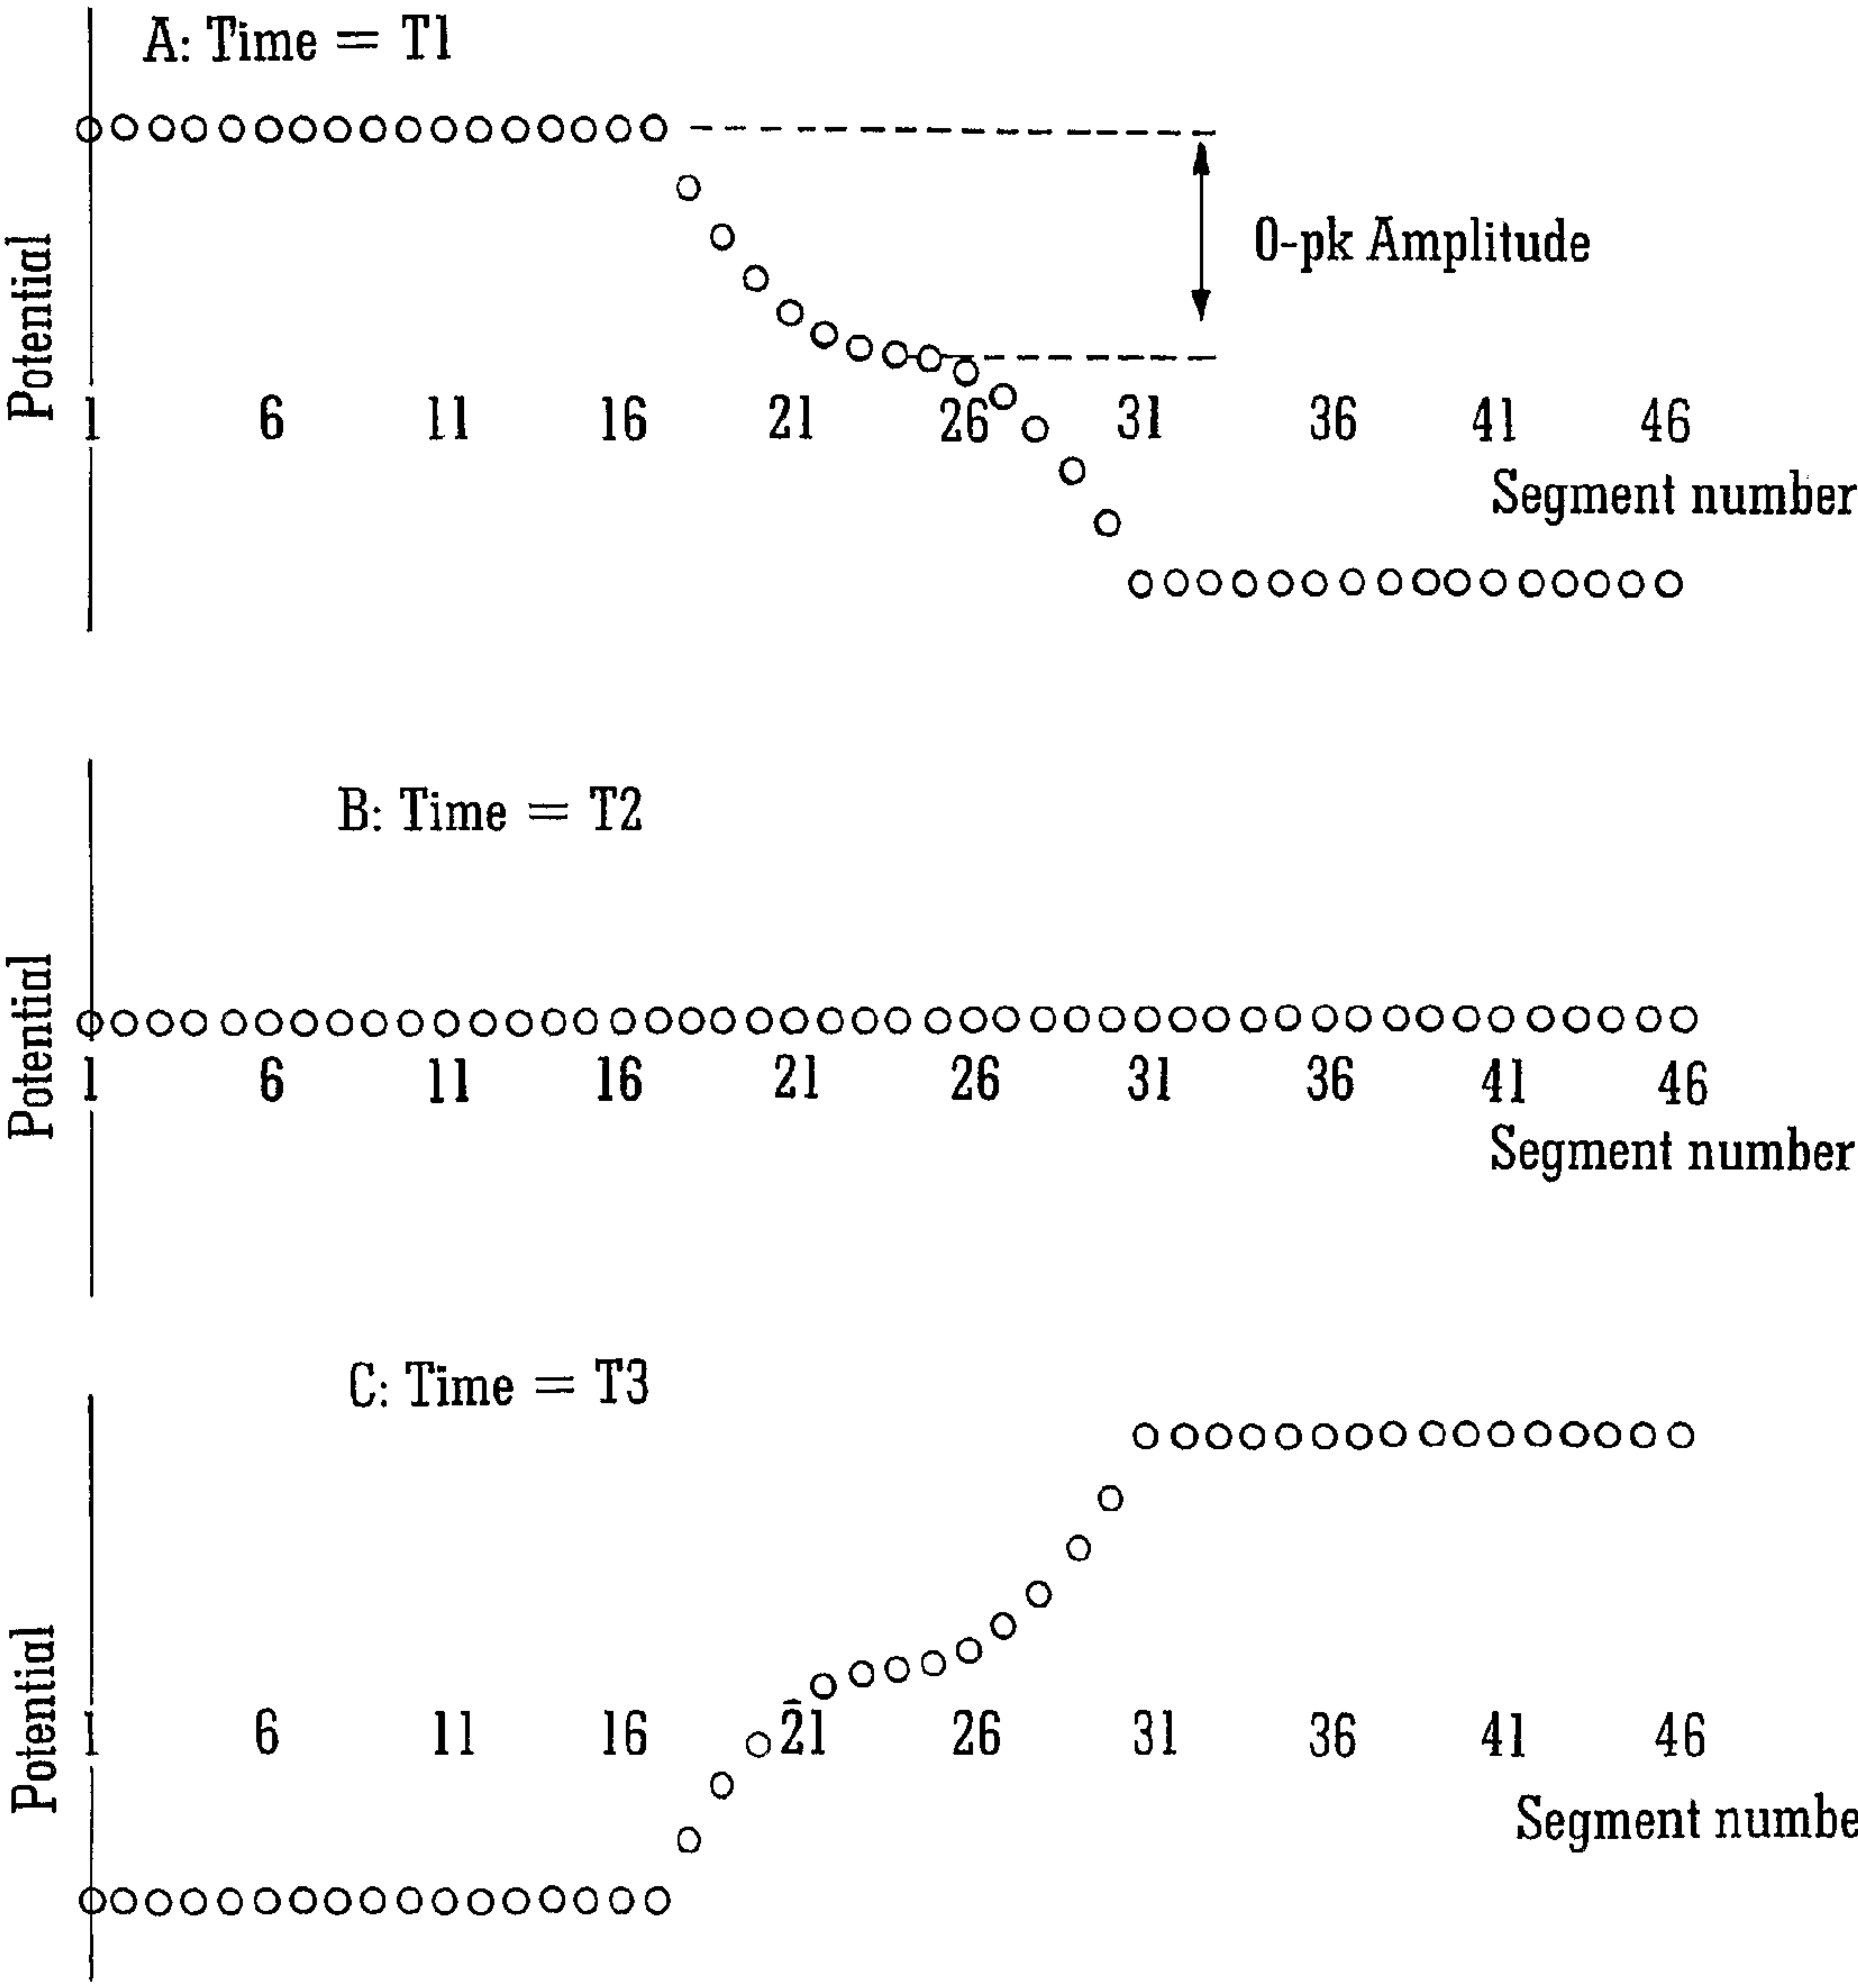 A: Time = T1
0-pk Amplitude
Potential
1 6 11 16 21 26 31 36 41 46
Segment number
B: Time = T2
Potential
1 6 11 16 21 26 31 36 41 46
Segment number
C: Time = T3
Potential
1 6 11 16 21 26 31 36 41 46
Segment numbe